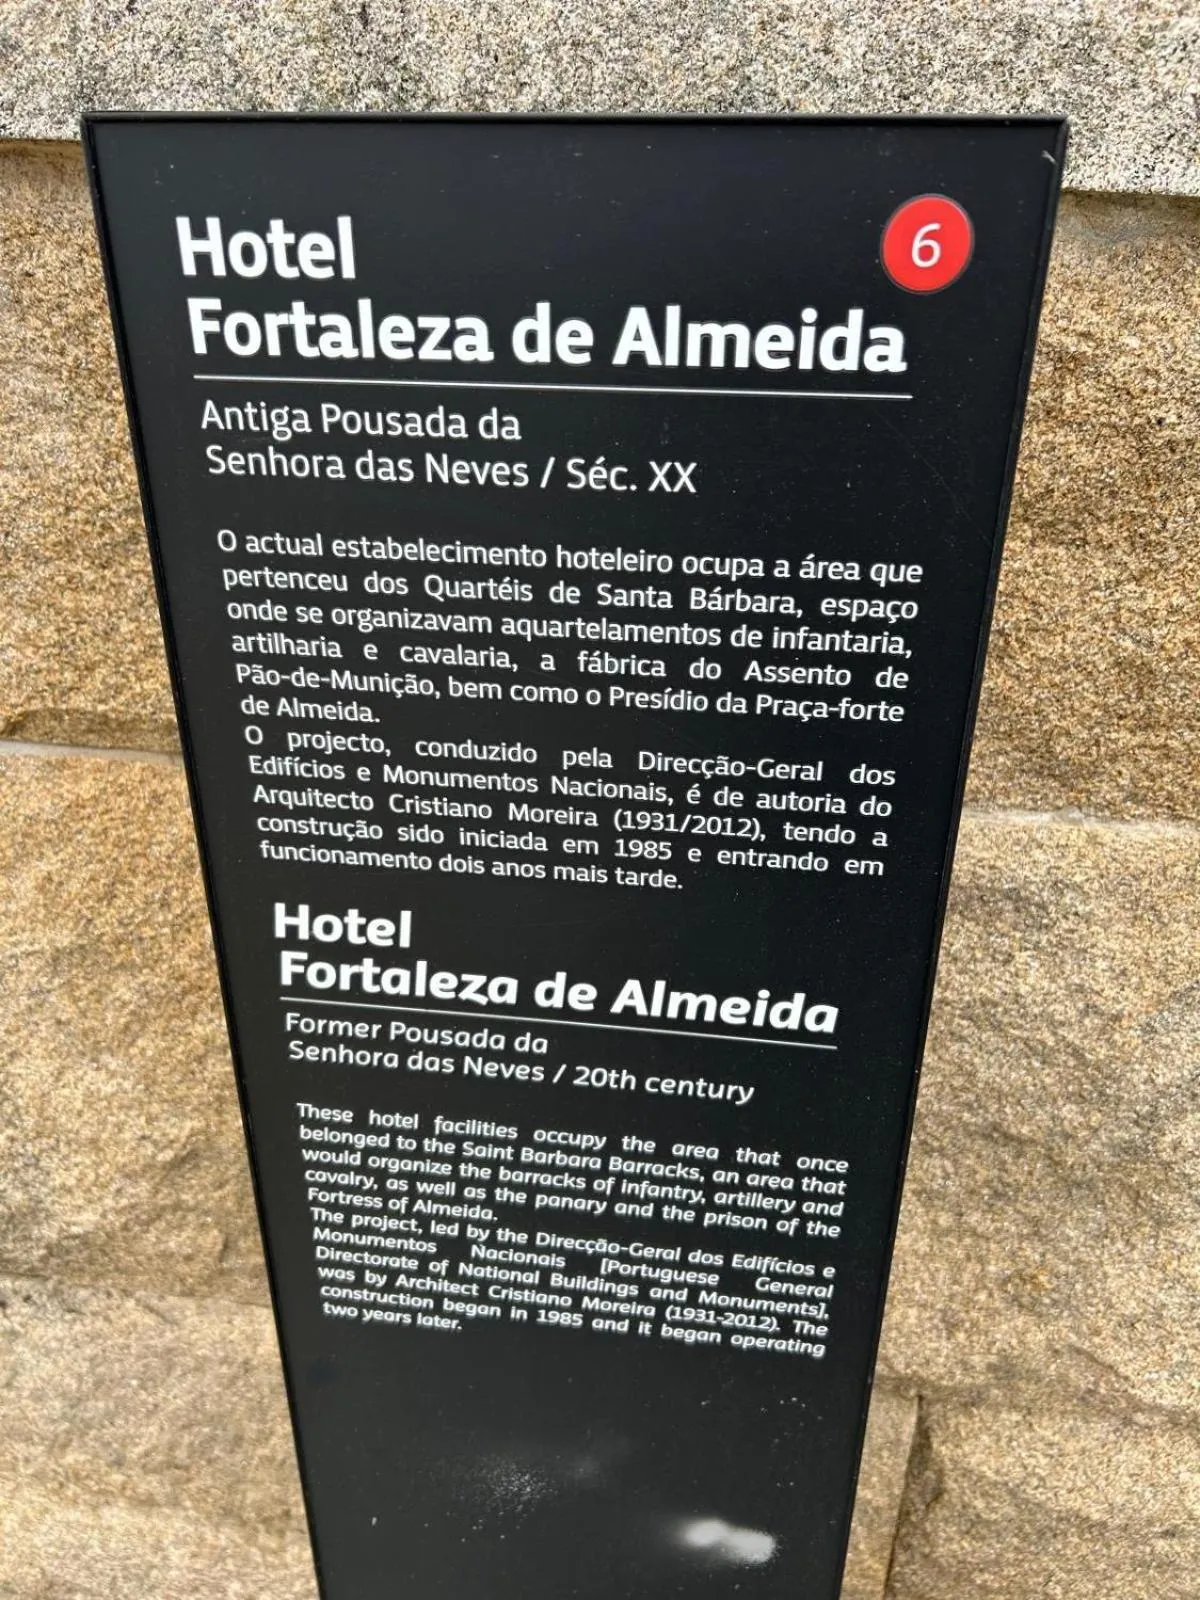 6
Hotel
Fortaleza de Almeida
Antiga Pousada da
Senhora das Neves / Séc. XX
O actual estabelecimento hoteleiro ocupa a área que
pertenceu dos Quartéis de Santa Bárbara, espaço
onde se organizavam aquartelamentos de infantaria,
artilharia e cavalaria, a fábrica do Assento de
Pão-de-Munição, bem como o Presídio da Praça-forte
de Almeida.
O projecto, conduzido pela Direcção-Geral dos
Edifícios e Monumentos Nacionais, é de autoria do
Arquitecto Cristiano Moreira (1931/2012), tendo a
construção sido iniciada em 1985 e entrando em
funcionamento dois anos mais tarde.
Hotel
Fortaleza de Almeida
Former Pousada da
Senhora das Neves / 20th century
These hotel facilities occupy the area that once
belonged to the Saint Barbara Barracks, an area that
would organize the barracks of infantry, artillery and
cavalry, as well as the panary and the prison of the
Fortress of Almeida.
The project, led by the Direcção-Geral dos Edifícios e
Monumentos Nacionais [Portuguese General
Directorate of National Buildings and Monuments],
was by Architect Cristiano Moreira (1931-2012). The
construction began in 1985 and it began operating
two years later.